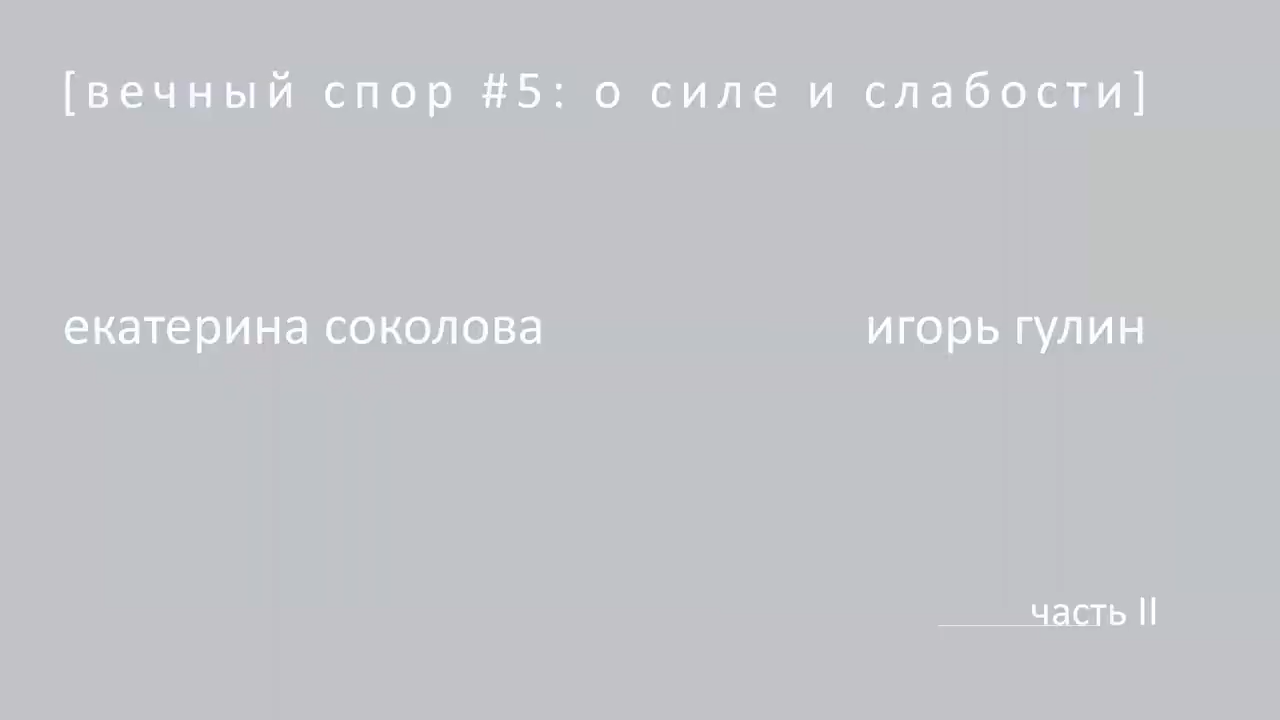 [вечный спор #5: о силе и слабости]
екатерина соколова игорь гулин
часть II